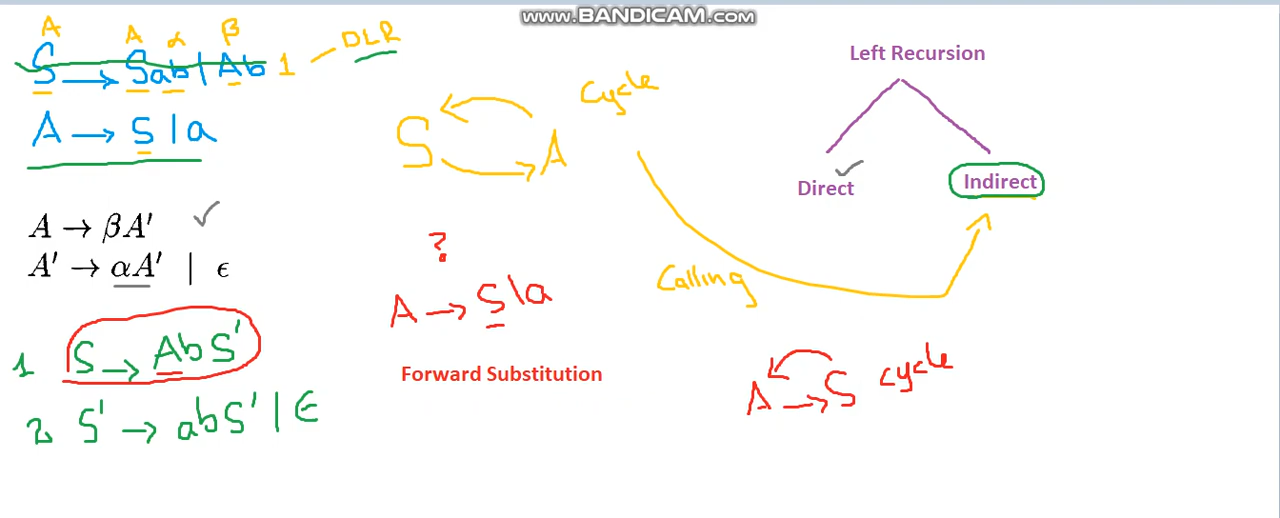 www.BANDICAM.com
A A α β
S → Sab | Ab 1 DLR
A → S | a
A → βA′
A′ → αA′ | ϵ
1 S → AbS'
2 S' → abS' | ϵ
S A Cycle
Calling
?
A → S | a
Forward Substitution
Left Recursion
Direct
Indirect
A → S cycle